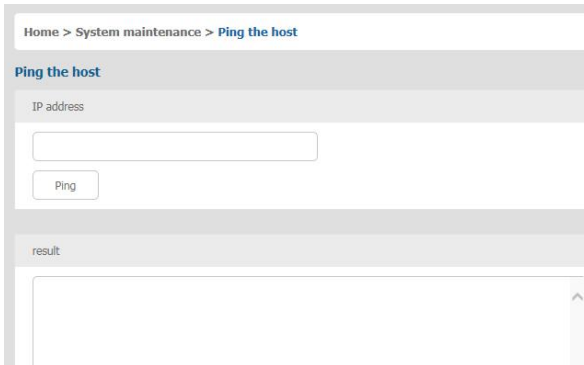 Home > System maintenance > Ping the host
Ping the host
IP address
Ping
result